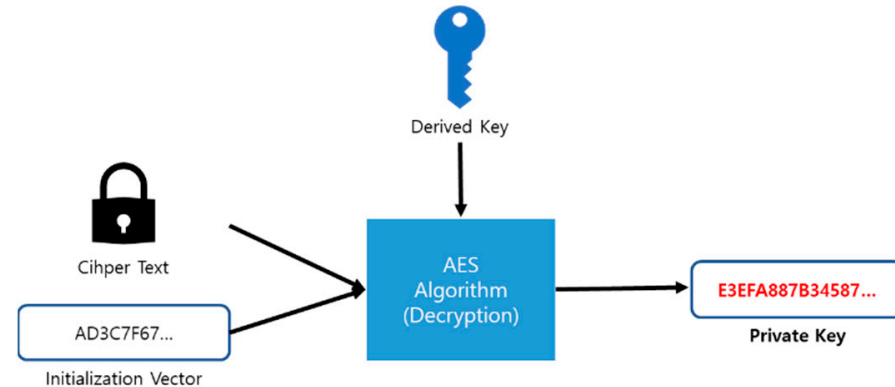 Derived Key
Cihper Text
AD3C7F67...
Initialization Vector
AES
Algorithm
(Decryption)
E3EFA887B34587...
Private Key